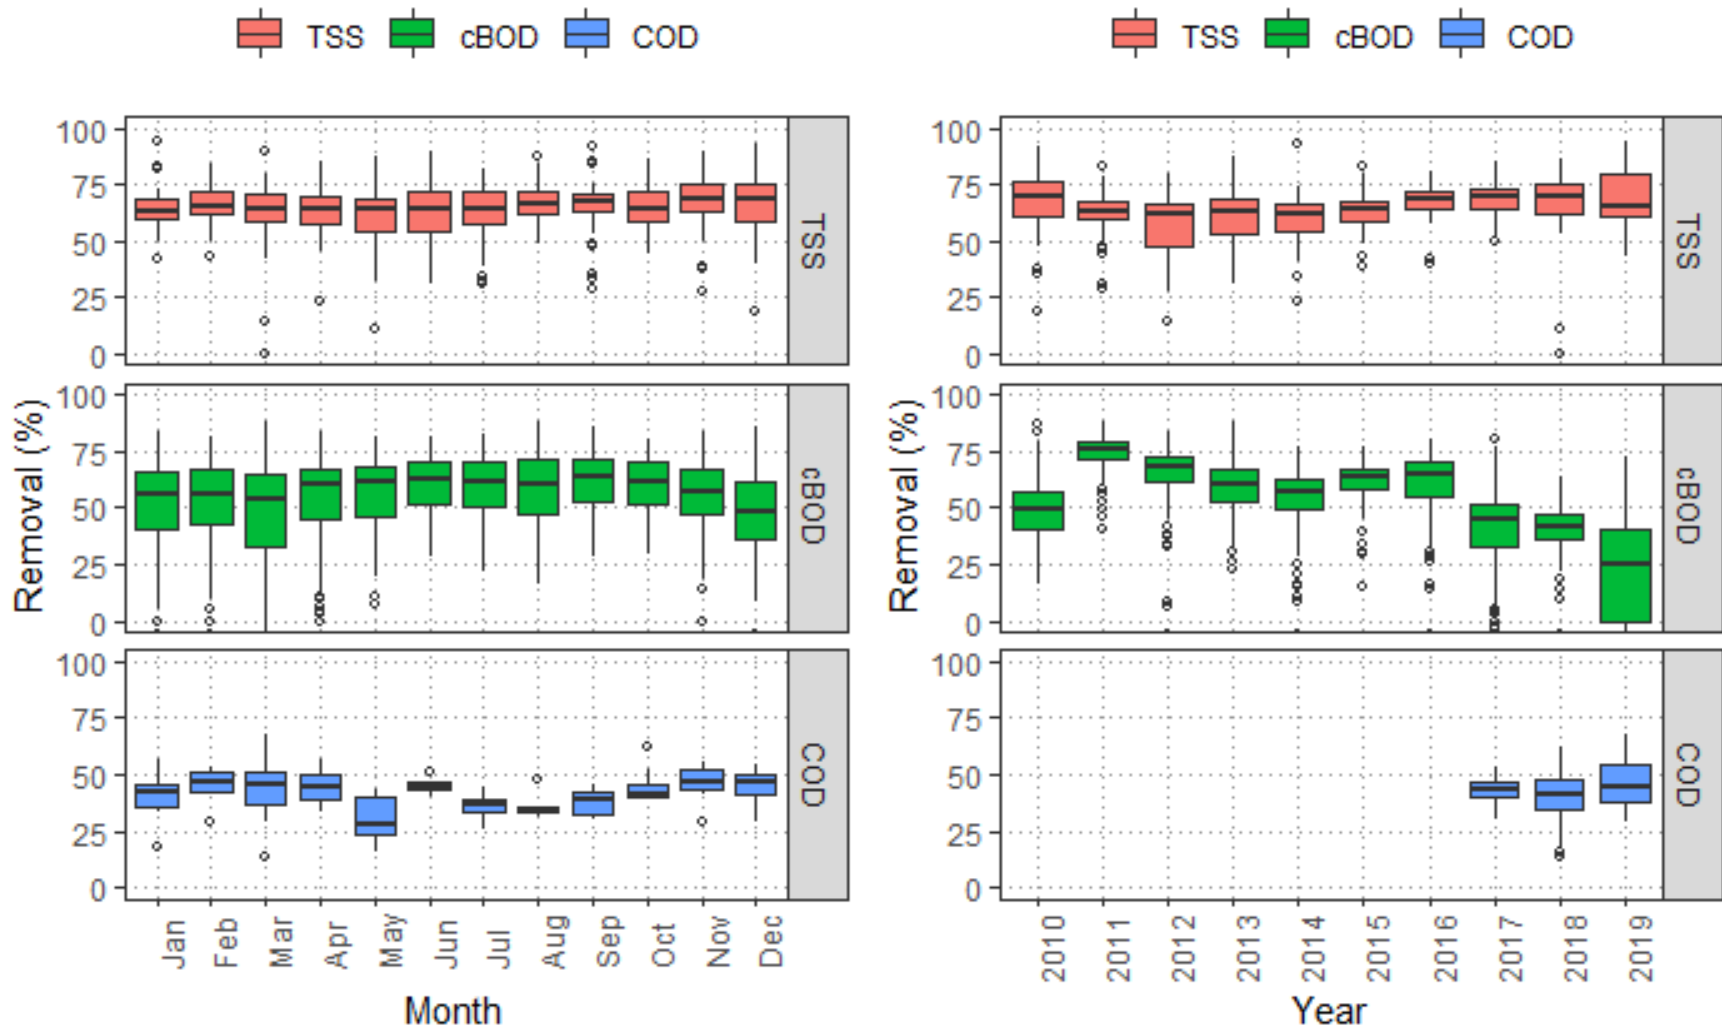 TSS cBOD COD
TSS cBOD COD
Removal (%)
100
75
50
25
0
TSS
100
75
50
25
0
cBOD
100
75
50
25
0
COD
Jan Feb Mar Apr May Jun Jul Aug Sep Oct Nov Dec
Month
Removal (%)
100
75
50
25
0
TSS
100
75
50
25
0
cBOD
100
75
50
25
0
COD
2010 2011 2012 2013 2014 2015 2016 2017 2018 2019
Year